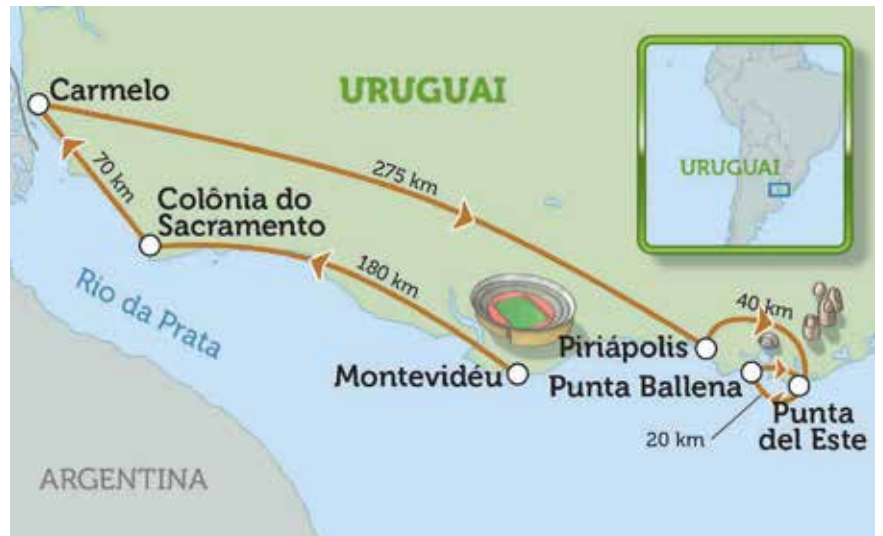 Carmelo
URUGUAI
URUGUAI
70 km
275 km
Colônia do
Sacramento
180 km
Rio da Prata
40 km
Piriápolis
Montevidéu
Punta Ballena
Punta
del Este
20 km
ARGENTINA